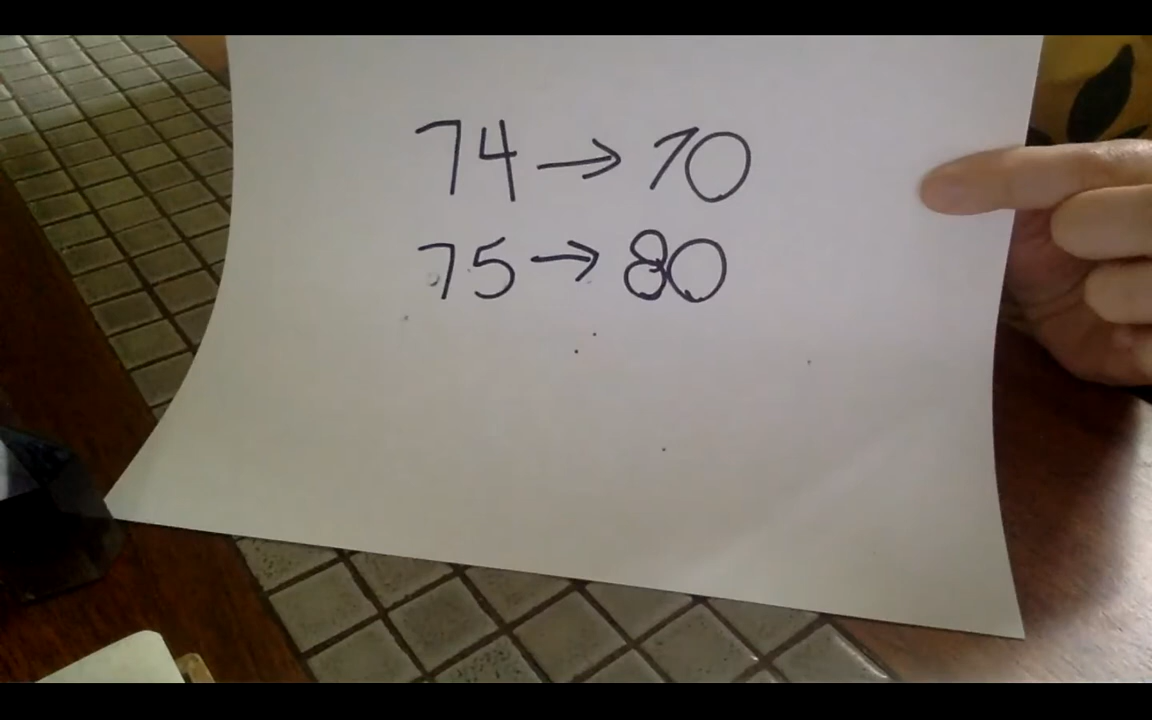 74 → 70
75 → 80